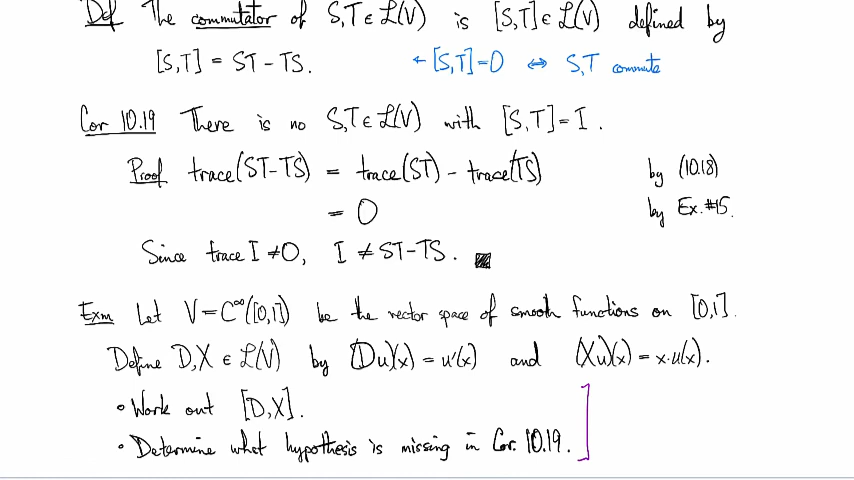 Def The commutator of S,T ∈ ℒ(V) is [S,T] ∈ ℒ(V) defined by
[S,T] = ST − TS. ← [S,T]=0 ⇔ S,T commute
Cor 10.19 There is no S,T ∈ ℒ(V) with [S,T] = I.
Proof trace(ST−TS) = trace(ST) − trace(TS) by (10.18)
= 0 by Ex. #15.
Since trace I ≠ 0, I ≠ ST−TS.
Exm Let V = C^∞([0,1]) be the vector space of smooth functions on [0,1].
Define D,X ∈ ℒ(V) by (Du)(x) = u'(x) and (Xu)(x) = x·u(x).
• Work out [D,X].
• Determine what hypothesis is missing in Cor. 10.19.